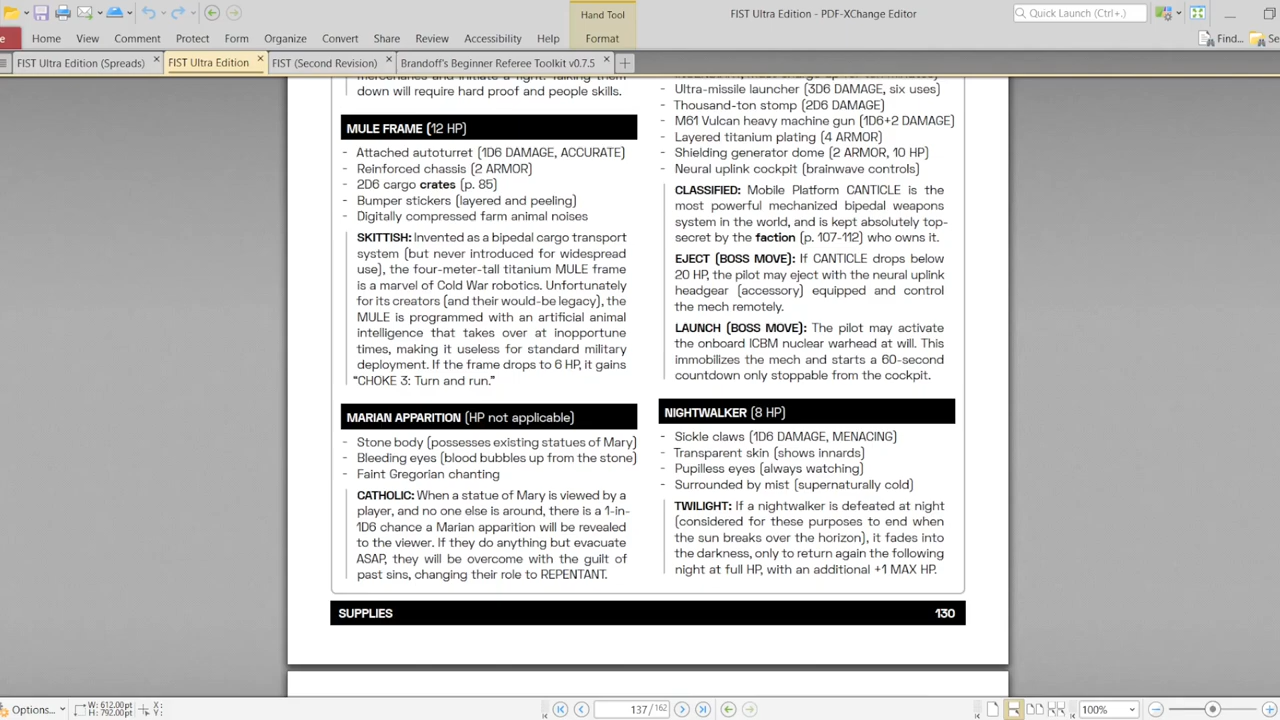 Hand Tool
FIST Ultra Edition - PDF-XChange Editor
Quick Launch (Ctrl+.)
Home View Comment Protect Form Organize Convert Share Review Accessibility Help Format
Find...
FIST Ultra Edition (Spreads) × FIST Ultra Edition × FIST (Second Revision) × Brandoff's Beginner Referee Toolkit v0.7.5 ×
mercenaries and initiate a fight. Talking them
down will require hard proof and people skills.
MULE FRAME (12 HP)
- Attached autoturret (1D6 DAMAGE, ACCURATE)
- Reinforced chassis (2 ARMOR)
- 2D6 cargo crates (p. 85)
- Bumper stickers (layered and peeling)
- Digitally compressed farm animal noises
SKITTISH: Invented as a bipedal cargo transport
system (but never introduced for widespread
use), the four-meter-tall titanium MULE frame
is a marvel of Cold War robotics. Unfortunately
for its creators (and their would-be legacy), the
MULE is programmed with an artificial animal
intelligence that takes over at inopportune
times, making it useless for standard military
deployment. If the frame drops to 6 HP, it gains
“CHOKE 3: Turn and run.”
MARIAN APPARITION (HP not applicable)
- Stone body (possesses existing statues of Mary)
- Bleeding eyes (blood bubbles up from the stone)
- Faint Gregorian chanting
CATHOLIC: When a statue of Mary is viewed by a
player, and no one else is around, there is a 1-in-
1D6 chance a Marian apparition will be revealed
to the viewer. If they do anything but evacuate
ASAP, they will be overcome with the guilt of
past sins, changing their role to REPENTANT.
- Ultra-missile launcher (3D6 DAMAGE, six uses)
- Thousand-ton stomp (2D6 DAMAGE)
- M61 Vulcan heavy machine gun (1D6+2 DAMAGE)
- Layered titanium plating (4 ARMOR)
- Shielding generator dome (2 ARMOR, 10 HP)
- Neural uplink cockpit (brainwave controls)
CLASSIFIED: Mobile Platform CANTICLE is the
most powerful mechanized bipedal weapons
system in the world, and is kept absolutely top-
secret by the faction (p. 107-112) who owns it.
EJECT (BOSS MOVE): If CANTICLE drops below
20 HP, the pilot may eject with the neural uplink
headgear (accessory) equipped and control
the mech remotely.
LAUNCH (BOSS MOVE): The pilot may activate
the onboard ICBM nuclear warhead at will. This
immobilizes the mech and starts a 60-second
countdown only stoppable from the cockpit.
NIGHTWALKER (8 HP)
- Sickle claws (1D6 DAMAGE, MENACING)
- Transparent skin (shows innards)
- Pupilless eyes (always watching)
- Surrounded by mist (supernaturally cold)
TWILIGHT: If a nightwalker is defeated at night
(considered for these purposes to end when
the sun breaks over the horizon), it fades into
the darkness, only to return again the following
night at full HP, with an additional +1 MAX HP.
SUPPLIES 130
Options... W: 612.00pt X:
H: 792.00pt Y:
137 / 162
100%